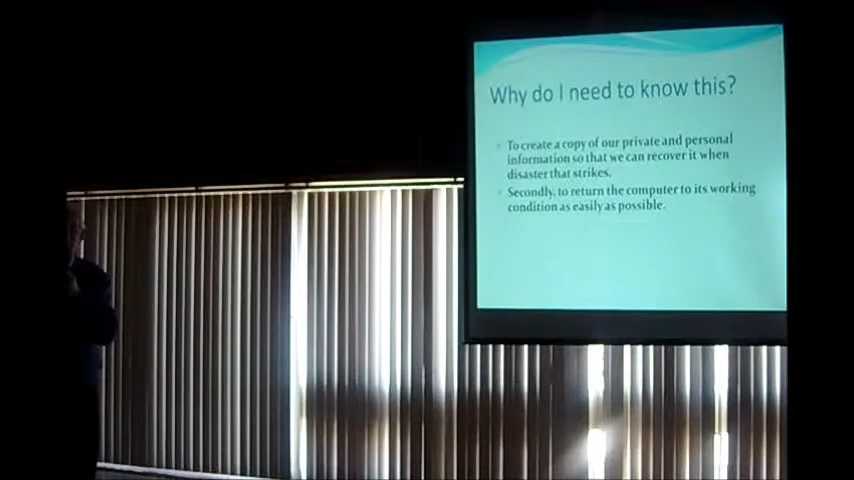 Why do I need to know this?
To create a copy of our private and personal
information so that we can recover it when
disaster that strikes.
Secondly, to return the computer to its working
condition as easily as possible.